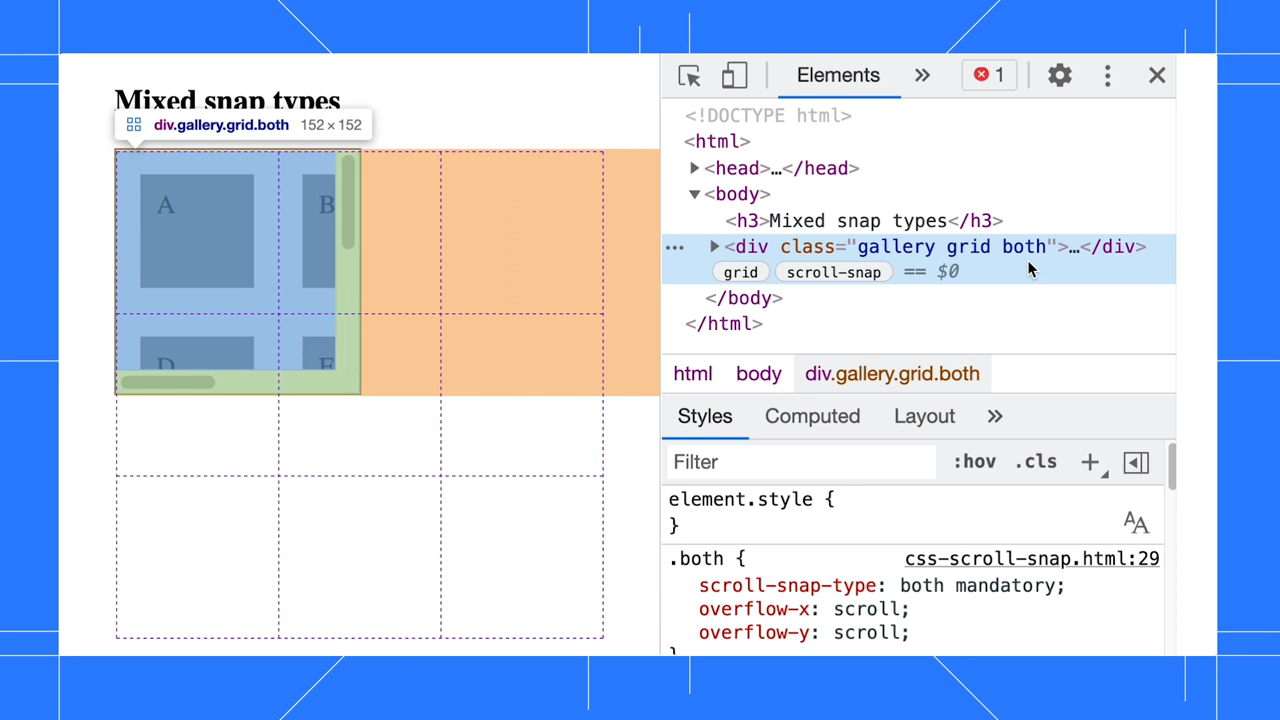 Mixed snap types
div.gallery.grid.both 152 × 152
A B
D E
Elements » 1
<!DOCTYPE html>
<html>
<head>…</head>
<body>
<h3>Mixed snap types</h3>
<div class="gallery grid both">…</div>
grid scroll-snap == $0
</body>
</html>
html body div.gallery.grid.both
Styles Computed Layout »
Filter :hov .cls +
element.style {
}
AA
.both { css-scroll-snap.html:29
scroll-snap-type: both mandatory;
overflow-x: scroll;
overflow-y: scroll;
}